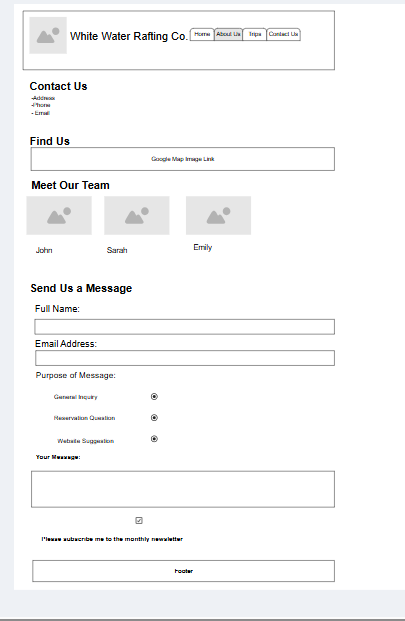 White Water Rafting Co.
Home About Us Trips Contact Us
Contact Us
-Address
-Phone
- Email
Find Us
Google Map Image Link
Meet Our Team
John Sarah Emily
Send Us a Message
Full Name:
Email Address:
Purpose of Message:
General Inquiry
Reservation Question
Website Suggestion
Your Message:
Please subscribe me to the monthly newsletter
Footer